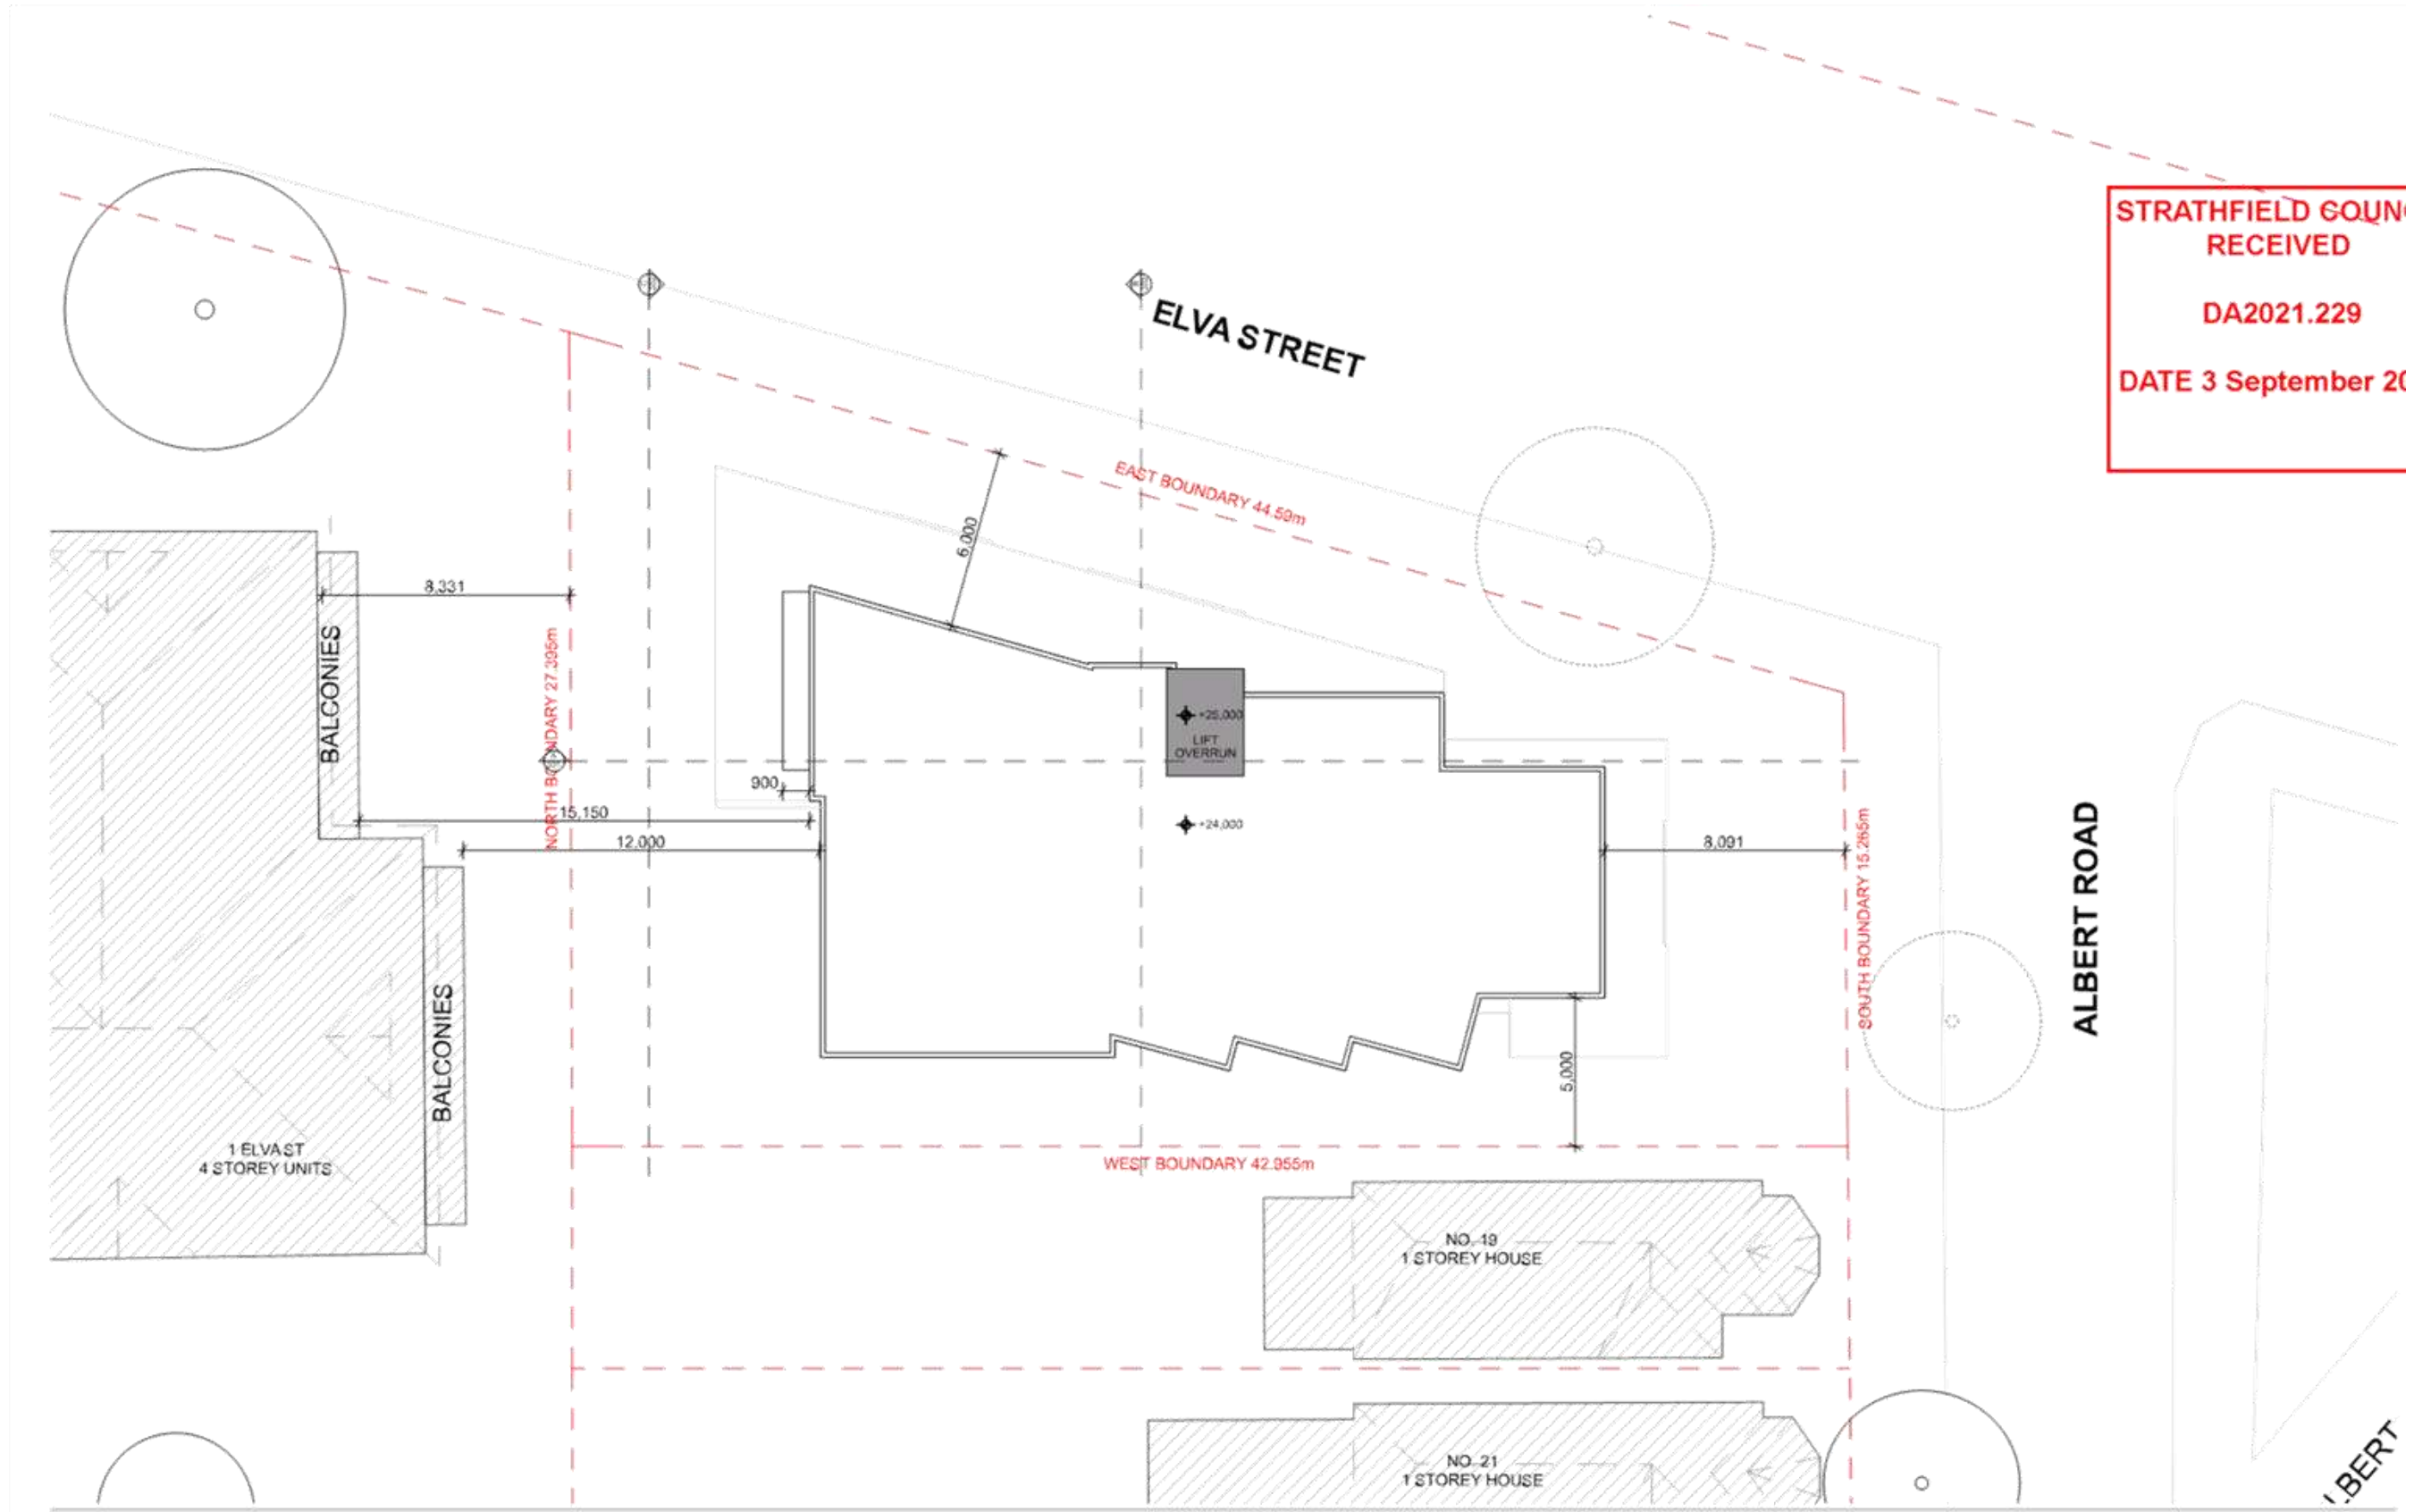 STRATHFIELD COUN
RECEIVED
DA2021.229
DATE 3 September 20
ELVA STREET
EAST BOUNDARY 44.59m
6,000
8,331
BALCONIES
NORTH BOUNDARY 27.395m
+25,000
LIFT
OVERRUN
900
15,150
12,000
+24,000
8,091
SOUTH BOUNDARY 15.265m
ALBERT ROAD
BALCONIES
5,000
1 ELVA ST
4 STOREY UNITS
WEST BOUNDARY 42.955m
NO. 19
1 STOREY HOUSE
NO. 21
1 STOREY HOUSE
LBERT